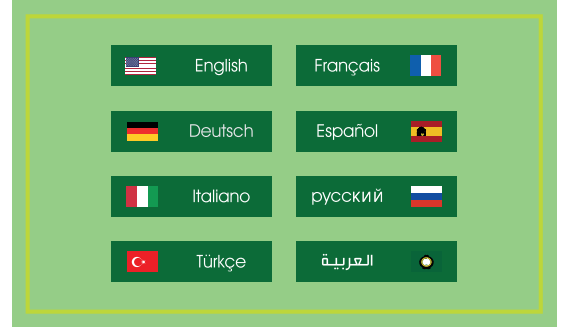 English
Français
Deutsch
Español
Italiano
русский
Türkçe
العربية